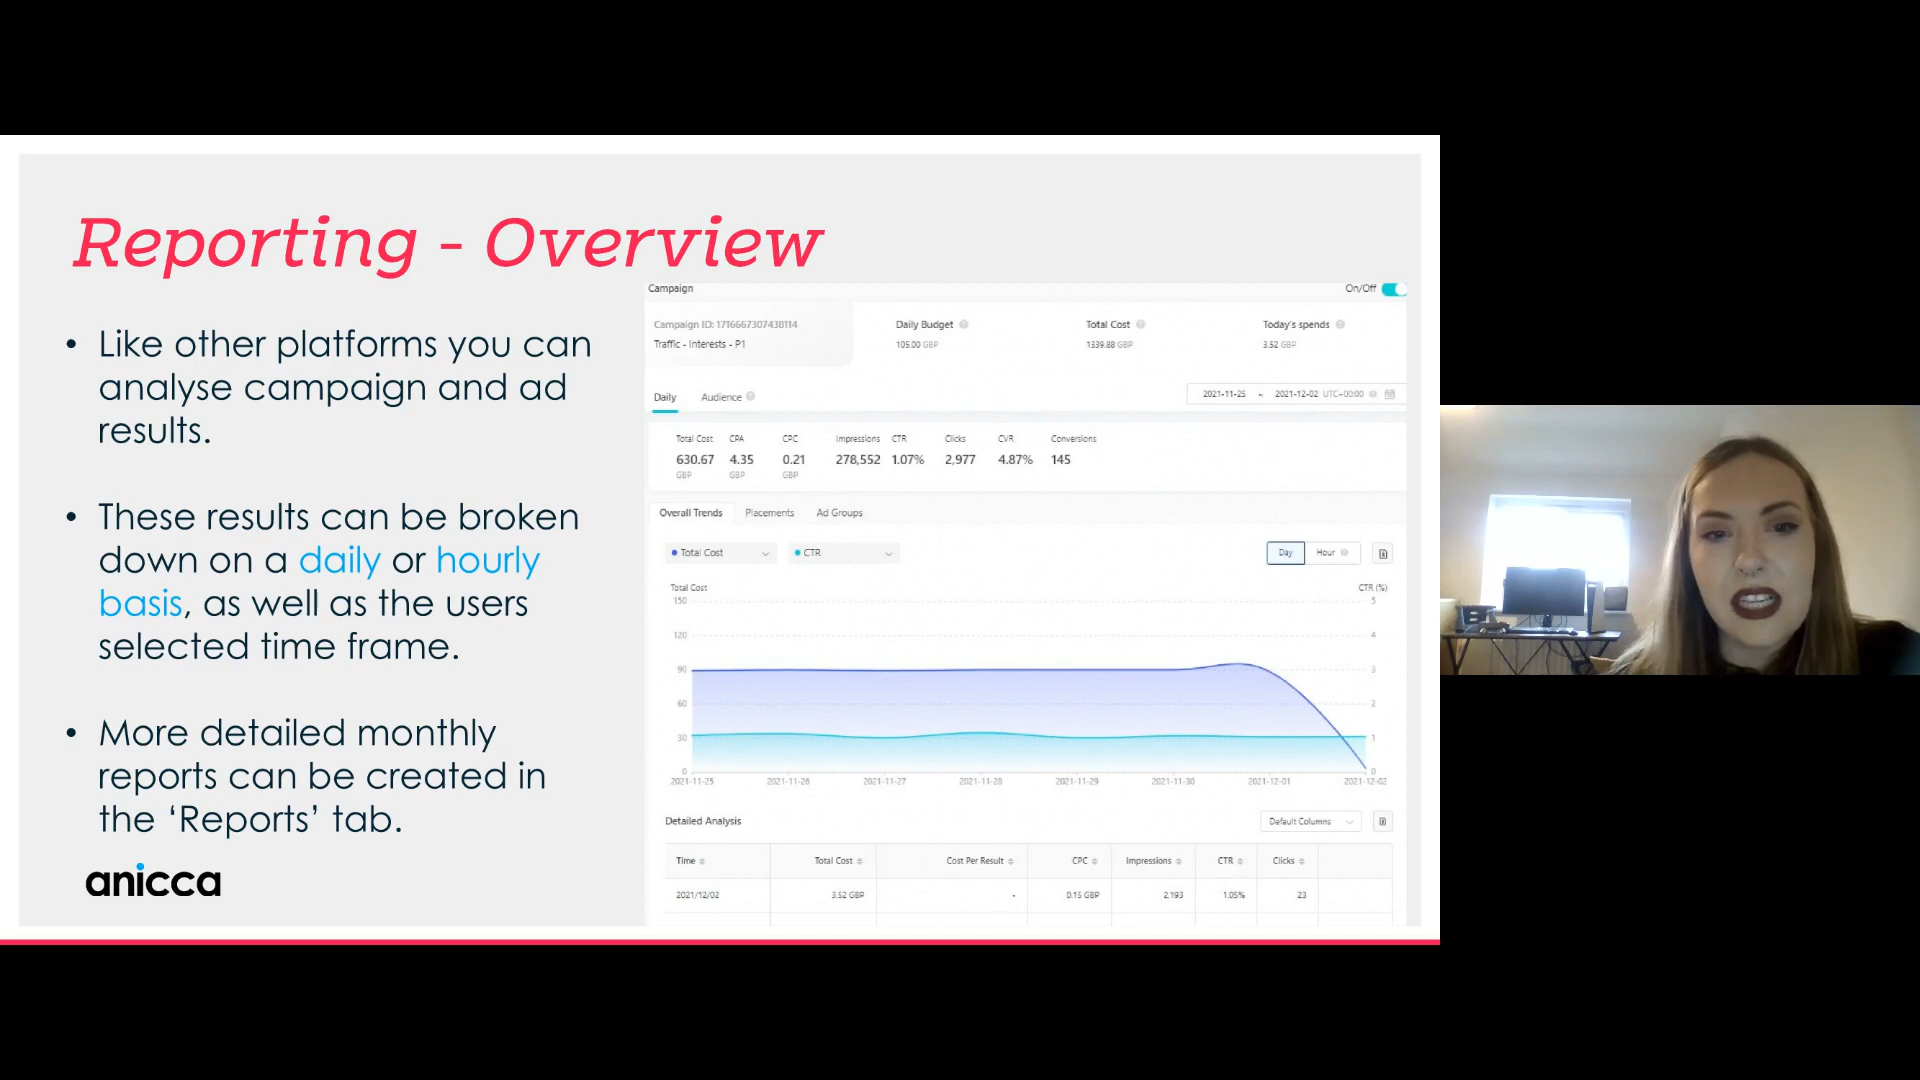 Reporting - Overview
• Like other platforms you can
analyse campaign and ad
results.
• These results can be broken
down on a daily or hourly
basis, as well as the users
selected time frame.
• More detailed monthly
reports can be created in
the ‘Reports’ tab.
anicca
Campaign
On/Off
Campaign ID: 1716667307438114
Traffic - Interests - P1
Daily Budget
105.00 GBP
Total Cost
1339.88 GBP
Today's spends
3.52 GBP
Daily Audience
2021-11-25 ~ 2021-12-02 UTC+00:00
Total Cost CPA CPC Impressions CTR Clicks CVR Conversions
630.67 4.35 0.21 278,552 1.07% 2,977 4.87% 145
GBP GBP GBP
Overall Trends Placements Ad Groups
Total Cost CTR Day Hour
Total Cost CTR (%)
150 5
120 4
90 3
60 2
30 1
0 0
2021-11-25 2021-11-26 2021-11-27 2021-11-28 2021-11-29 2021-11-30 2021-12-01 2021-12-02
Detailed Analysis Default Columns
Time Total Cost Cost Per Result CPC Impressions CTR Clicks
2021/12/02 3.52 GBP - 0.15 GBP 2,193 1.05% 23